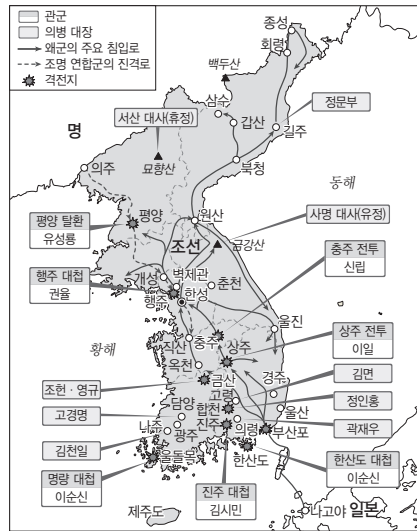 관군
의병 대장
왜군의 주요 침입로
조명 연합군의 진격로
격전지
종성
회령
백두산
삼수
갑산
정문부
길주
서산 대사(휴정)
명
의주
묘향산
북청
동해
평양 탈환
유성룡
평양
원산
사명 대사(유정)
조선
금강산
충주 전투
신립
행주 대첩
권율
개성
벽제관
행주
한성
춘천
울진
상주 전투
이일
황해
직산
충주
상주
옥천
조헌·영규
금산
고령
경주
김면
고경명
담양
합천
울산
정인홍
김천일
나주
광주
진주
의령
부산포
곽재우
명량 대첩
이순신
울돌목
한산도
한산도 대첩
이순신
진주 대첩
김시민
제주도
나고야
일본